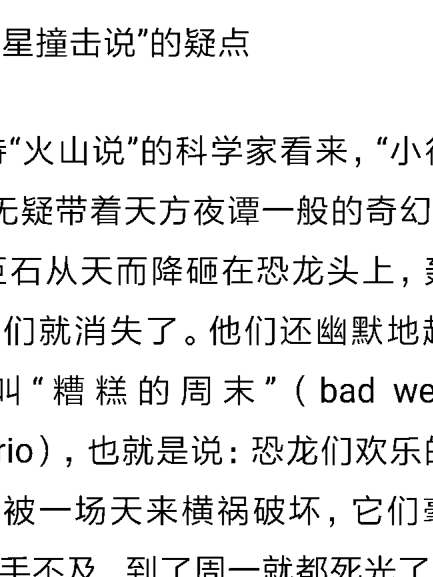 星撞击说”的疑点
“火山说”的科学家看来，“小
无疑带着天方夜谭一般的奇幻
巨石从天而降砸在恐龙头上，
们就消失了。他们还幽默地
叫“糟糕的周末”（bad we
rio），也就是说：恐龙们欢乐的
被一场天来横祸破坏，它们
手不及，到了周一就都死光了